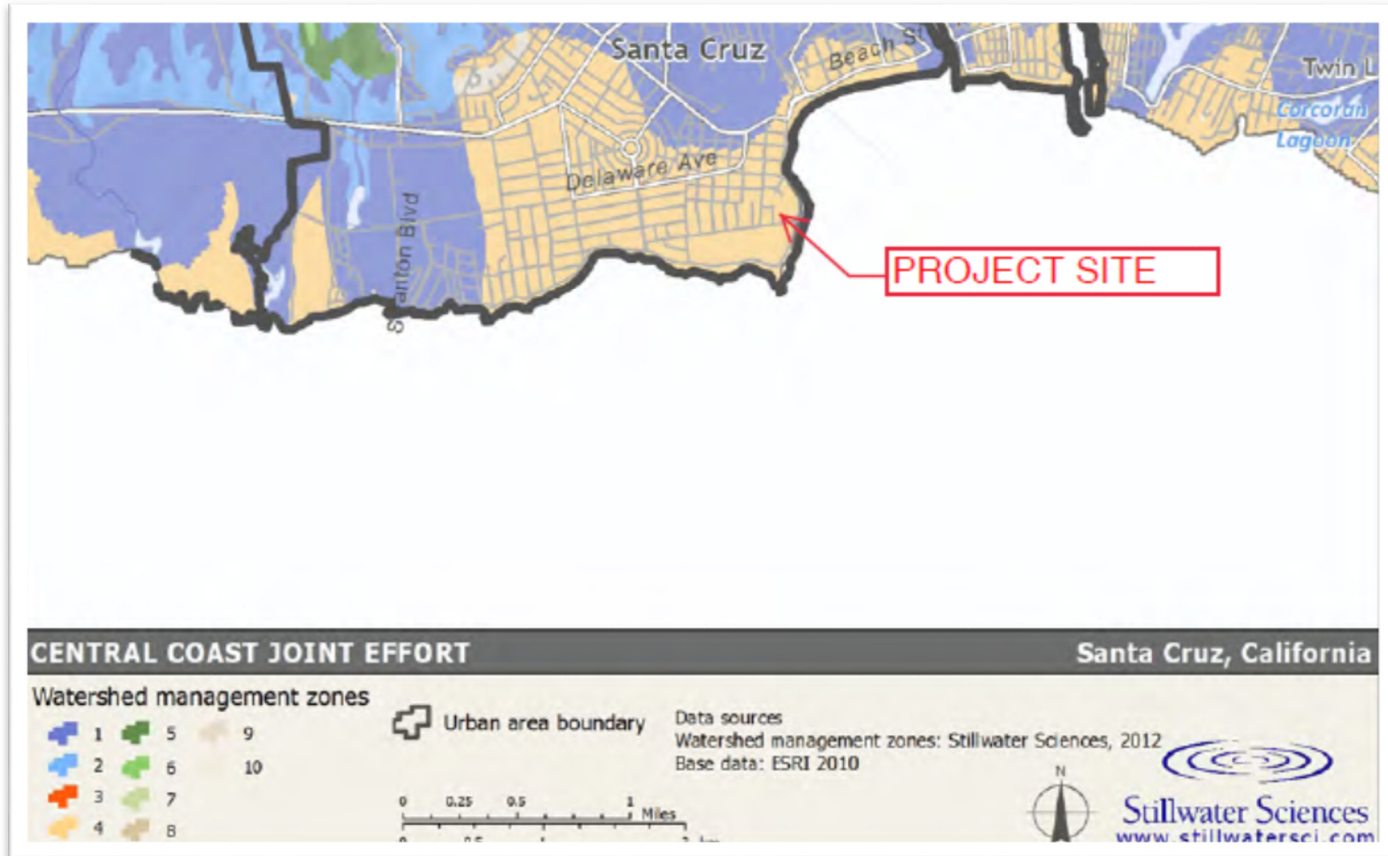 Santa Cruz
Beach St
Twin L
Corcoran
Lagoon
Delaware Ave
anton Blvd
PROJECT SITE
CENTRAL COAST JOINT EFFORT
Santa Cruz, California
Watershed management zones
1
5
9
2
6
10
3
7
4
8
Urban area boundary
Data sources
Watershed management zones: Stillwater Sciences, 2012
Base data: ESRI 2010
0 0.25 0.5 1
Miles
N
Stillwater Sciences
www.stillwatersci.com